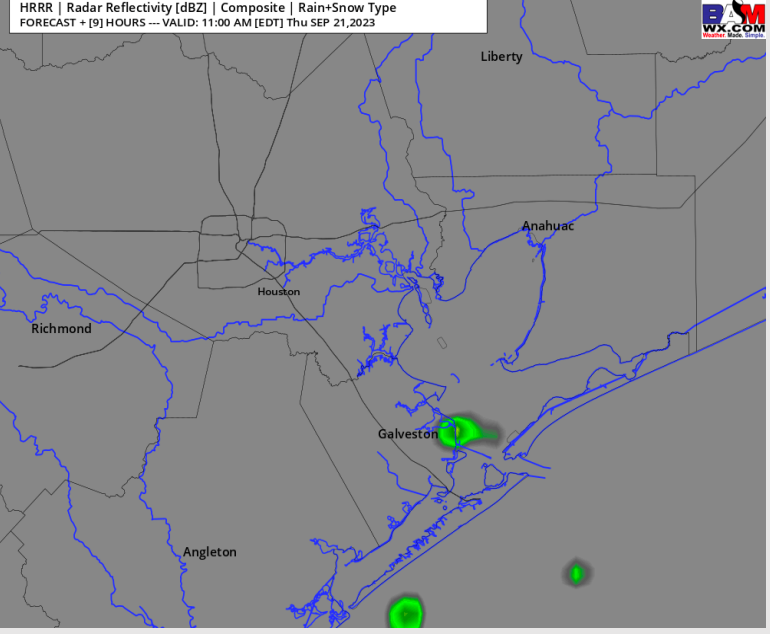 HRRR | Radar Reflectivity [dBZ] | Composite | Rain+Snow Type
FORECAST + [9] HOURS --- VALID: 11:00 AM [EDT] Thu SEP 21,2023
BAM
WX.COM
Weather. Made. Simple.
Liberty
Anahuac
Houston
Richmond
Galveston
Angleton